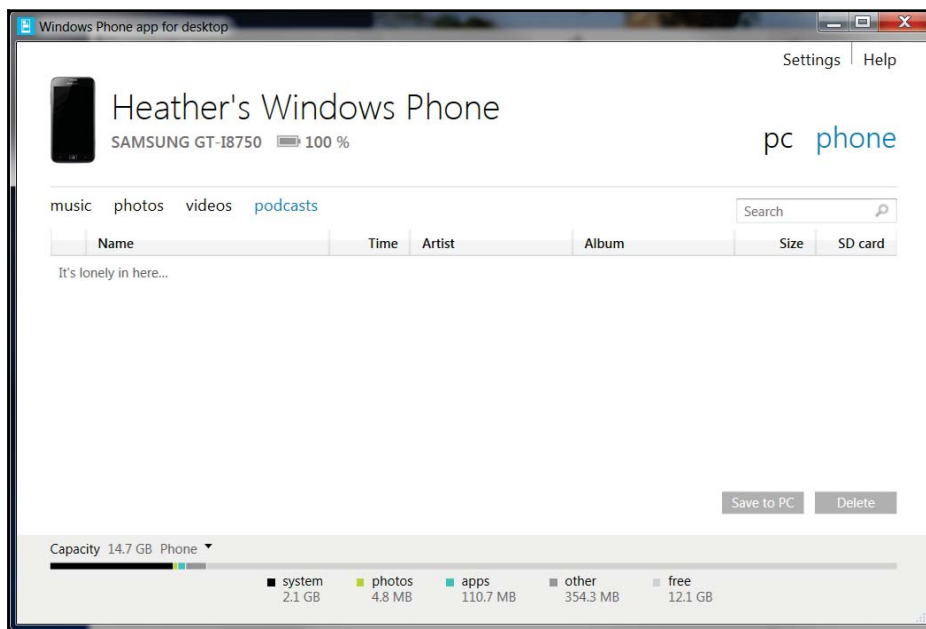 Windows Phone app for desktop
Settings Help
Heather's Windows Phone
SAMSUNG GT-I8750 100 %
pc phone
music photos videos podcasts
Search
Name Time Artist Album Size SD card
It's lonely in here...
Save to PC Delete
Capacity 14.7 GB Phone
system photos apps other free
2.1 GB 4.8 MB 110.7 MB 354.3 MB 12.1 GB